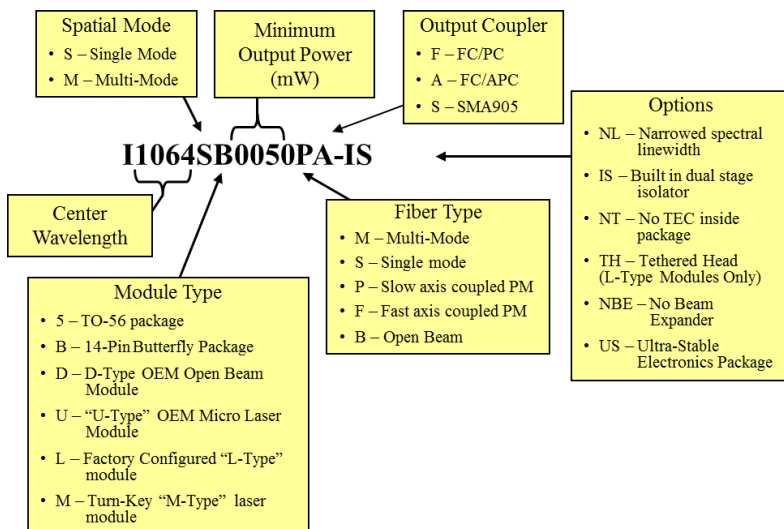 Spatial Mode
• S – Single Mode
• M – Multi-Mode
Minimum
Output Power
(mW)
Output Coupler
• F – FC/PC
• A – FC/APC
• S – SMA905
I1064SB0050PA-IS
Center
Wavelength
Module Type
• 5 – TO-56 package
• B – 14-Pin Butterfly Package
• D – D-Type OEM Open Beam
Module
• U – “U-Type” OEM Micro Laser
Module
• L – Factory Configured “L-Type”
module
• M – Turn-Key “M-Type” laser
module
Fiber Type
• M – Multi-Mode
• S – Single mode
• P – Slow axis coupled PM
• F – Fast axis coupled PM
• B – Open Beam
Options
• NL – Narrowed spectral
linewidth
• IS – Built in dual stage
isolator
• NT – No TEC inside
package
• TH – Tethered Head
(L-Type Modules Only)
• NBE – No Beam
Expander
• US – Ultra-Stable
Electronics Package